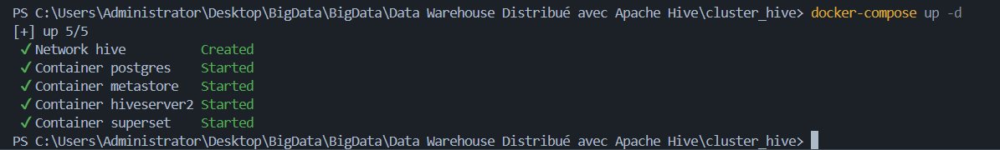 PS C:\Users\Administrator\Desktop\BigData\BigData\Data Warehouse Distribué avec Apache Hive\cluster_hive> docker-compose up -d
[+] up 5/5
✓ Network hive Created
✓ Container postgres Started
✓ Container metastore Started
✓ Container hiveserver2 Started
✓ Container superset Started
PS C:\Users\Administrator\Desktop\BigData\BigData\Data Warehouse Distribué avec Apache Hive\cluster_hive>